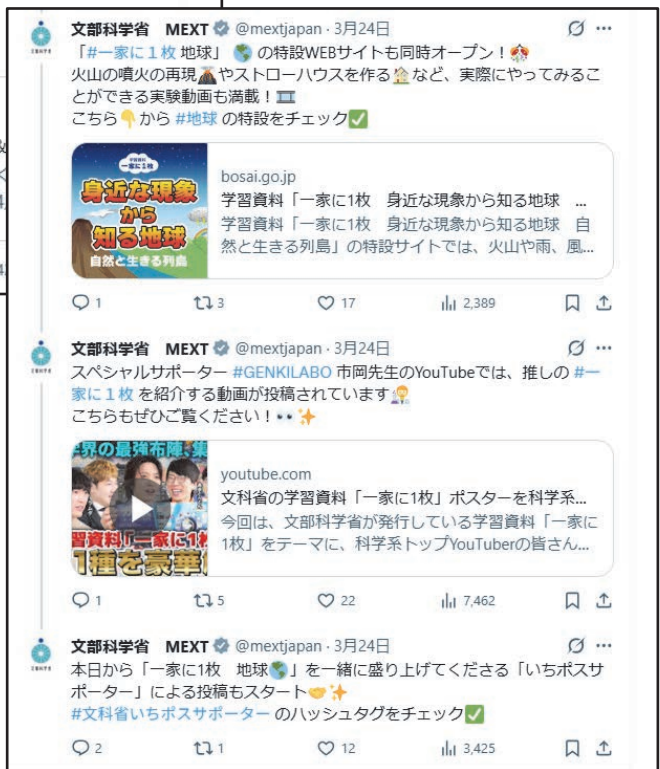 文部科学省 MEXT @mextjapan · 3月24日
「#一家に1枚 地球」🌎 の特設WEBサイトも同時オープン！🎊
火山の噴火の再現🌋やストローハウスを作る🏠など、実際にやってみるこ
とができる実験動画も満載！🎞️
こちら👇から #地球 の特設をチェック✅
一家に1枚
身近な現象
から
知る地球
自然と生きる列島
bosai.go.jp
学習資料「一家に1枚 身近な現象から知る地球 ...
学習資料「一家に1枚 身近な現象から知る地球 自
然と生きる列島」の特設サイトでは、火山や雨、風...
1 3 17 2,389
文部科学省 MEXT @mextjapan · 3月24日
スペシャルサポーター #GENKILABO 市岡先生のYouTubeでは、推しの #一
家に1枚 を紹介する動画が投稿されています🧑‍🔬
こちらもぜひご覧ください！👀✨
界の最強布陣、集
習資料「一家に1枚
1種を豪華
youtube.com
文科省の学習資料「一家に1枚」ポスターを科学系...
今回は、文部科学省が発行している学習資料「一家に
1枚」をテーマに、科学系トップYouTuberの皆さん...
1 5 22 7,462
文部科学省 MEXT @mextjapan · 3月24日
本日から「一家に1枚 地球🌎」を一緒に盛り上げてくださる「いちポスサ
ポーター」による投稿もスタート🤝✨
#文科省いちポスサポーター のハッシュタグをチェック✅
2 1 12 3,425